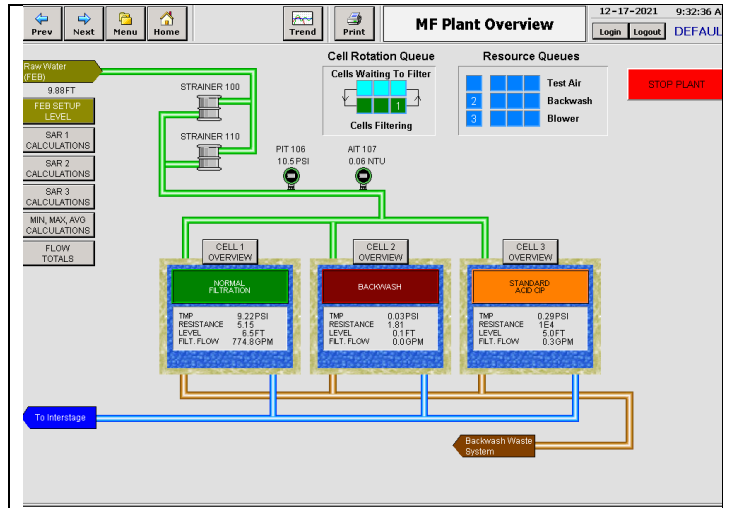 Prev
Next
Menu
Home
Trend
Print
MF Plant Overview
12-17-2021 9:32:36 A
Login
Logout
DEFAUL
Raw Water
(FEB)
9.88FT
FEB SETUP
LEVEL
SAR 1
CALCULATIONS
SAR 2
CALCULATIONS
SAR 3
CALCULATIONS
MIN, MAX, AVG
CALCULATIONS
FLOW
TOTALS
STRAINER 100
STRAINER 110
Cell Rotation Queue
Cells Waiting To Filter
1
Cells Filtering
Resource Queues
Test Air
2 Backwash
3 Blower
STOP PLANT
PIT 106
10.5 PSI
AIT 107
0.06 NTU
CELL 1
OVERVIEW
NORMAL
FILTRATION
TMP 9.22PSI
RESISTANCE 5.15
LEVEL 6.5FT
FILT. FLOW 774.8GPM
CELL 2
OVERVIEW
BACKWASH
TMP 0.03PSI
RESISTANCE 1.81
LEVEL 0.1FT
FILT. FLOW 0.0GPM
CELL 3
OVERVIEW
STANDARD
ACID CIP
TMP 0.29PSI
RESISTANCE 1E4
LEVEL 5.0FT
FILT. FLOW 0.3GPM
To Interstage
Backwash Waste
System